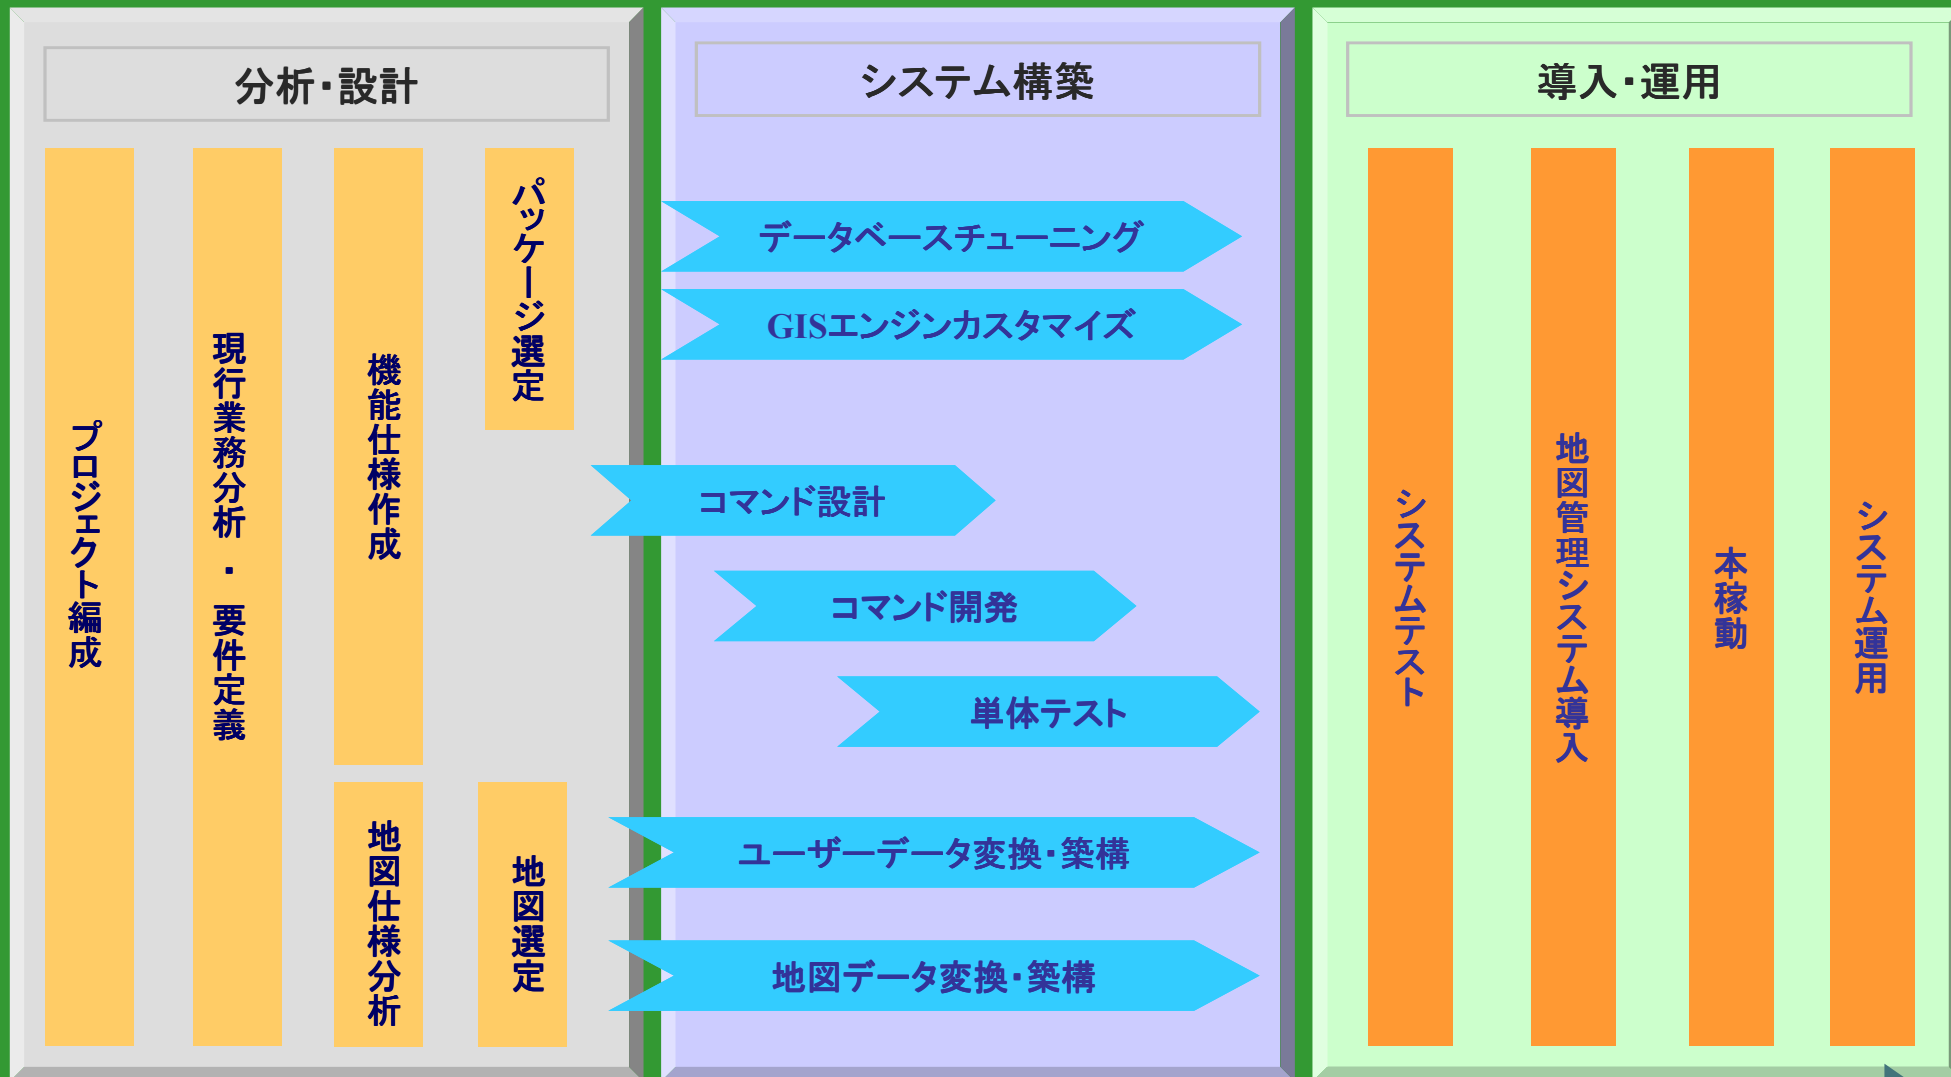 分析・設計
プロジェクト編成
現行業務分析・要件定義
機能仕様作成
パッケージ選定
地図仕様分析
地図選定
システム構築
データベースチューニング
GISエンジンカスタマイズ
コマンド設計
コマンド開発
単体テスト
ユーザーデータ変換・築構
地図データ変換・築構
導入・運用
システムテスト
地図管理システム導入
本稼動
システム運用